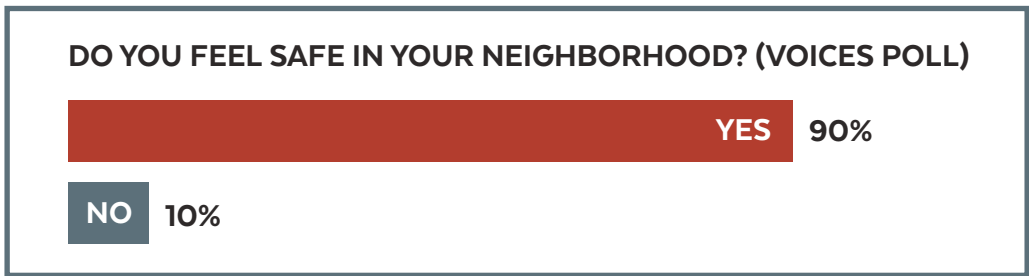 DO YOU FEEL SAFE IN YOUR NEIGHBORHOOD? (VOICES POLL)
YES 90%
NO 10%